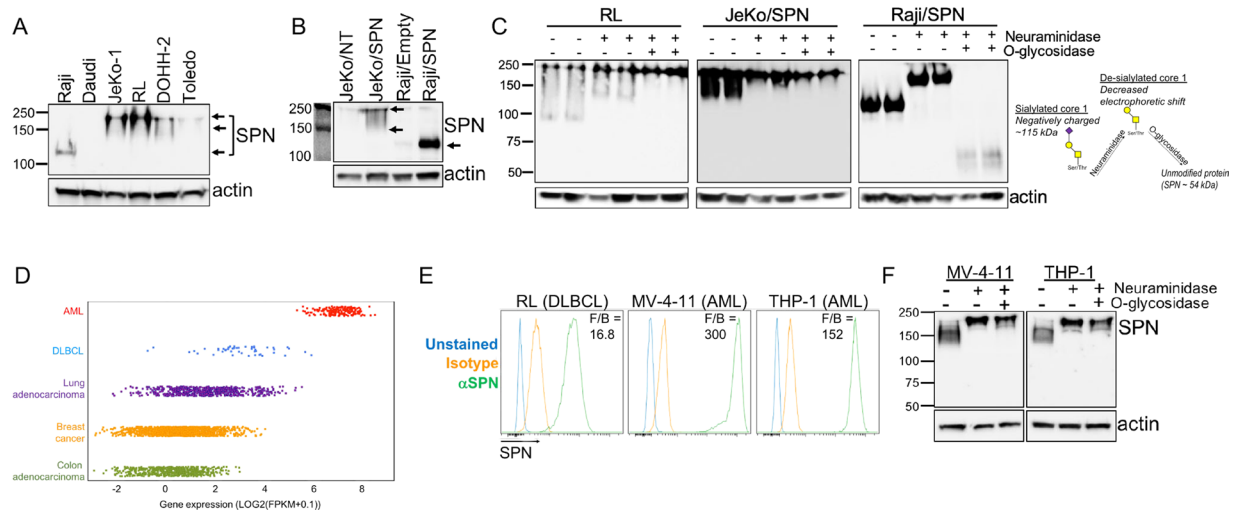 A
Raji
Daudi
JeKo-1
RL
DOHH-2
Toledo
250
150
100
SPN
actin
B
JeKo/NT
JeKo/SPN
Raji/Empty
Raji/SPN
250
150
100
SPN
actin
C
RL
JeKo/SPN
Raji/SPN
- - + + + +
- - - - + +
- - + + + +
- - - - + +
- - + + + +
- - - - + +
Neuraminidase
O-glycosidase
250
150
100
75
50
actin
Sialylated core 1
Negatively charged
~115 kDa
Ser/Thr
Neuraminidase
De-sialylated core 1
Decreased
electrophoretic shift
Ser/Thr
O-glycosidase
Unmodified protein
(SPN ~ 54 kDa)
D
AML
DLBCL
Lung
adenocarcinoma
Breast
cancer
Colon
adenocarcinoma
-2 0 2 4 6 8
Gene expression (LOG2(FPKM+0.1))
E
RL (DLBCL)
MV-4-11 (AML)
THP-1 (AML)
F/B =
16.8
F/B =
300
F/B =
152
Unstained
Isotype
αSPN
SPN
F
MV-4-11
THP-1
- + +
- - +
- + +
- - +
Neuraminidase
O-glycosidase
250
200
150
100
50
SPN
actin